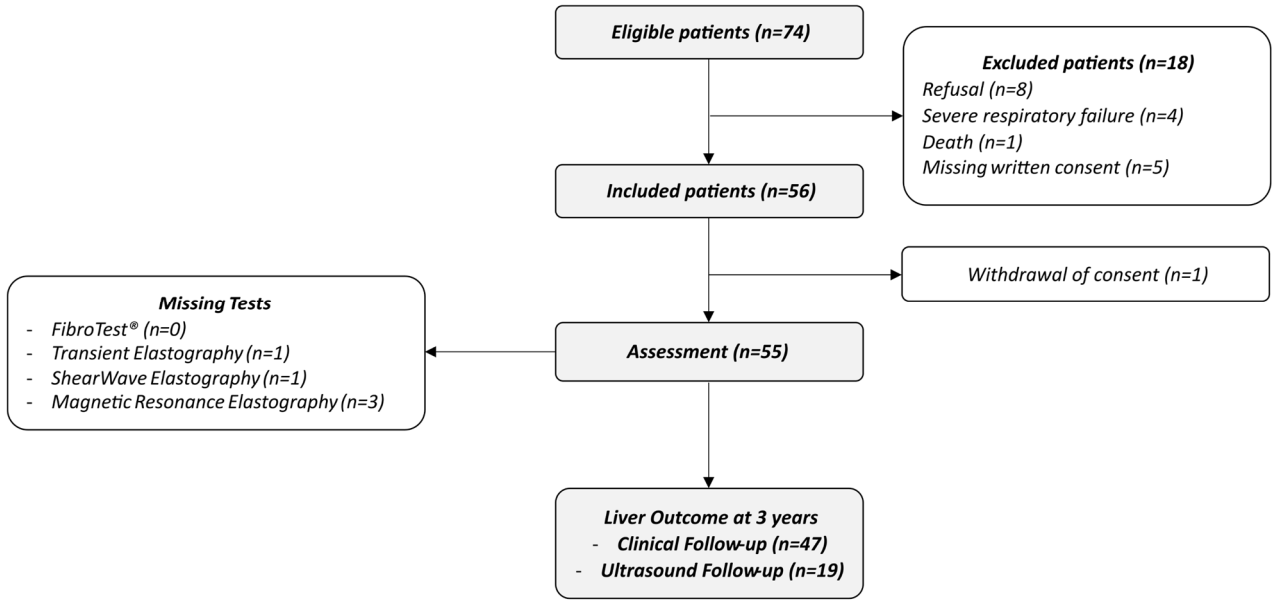 Eligible patients (n=74)
Excluded patients (n=18)
Refusal (n=8)
Severe respiratory failure (n=4)
Death (n=1)
Missing written consent (n=5)
Included patients (n=56)
Withdrawal of consent (n=1)
Missing Tests
- FibroTest® (n=0)
- Transient Elastography (n=1)
- ShearWave Elastography (n=1)
- Magnetic Resonance Elastography (n=3)
Assessment (n=55)
Liver Outcome at 3 years
- Clinical Follow-up (n=47)
- Ultrasound Follow-up (n=19)